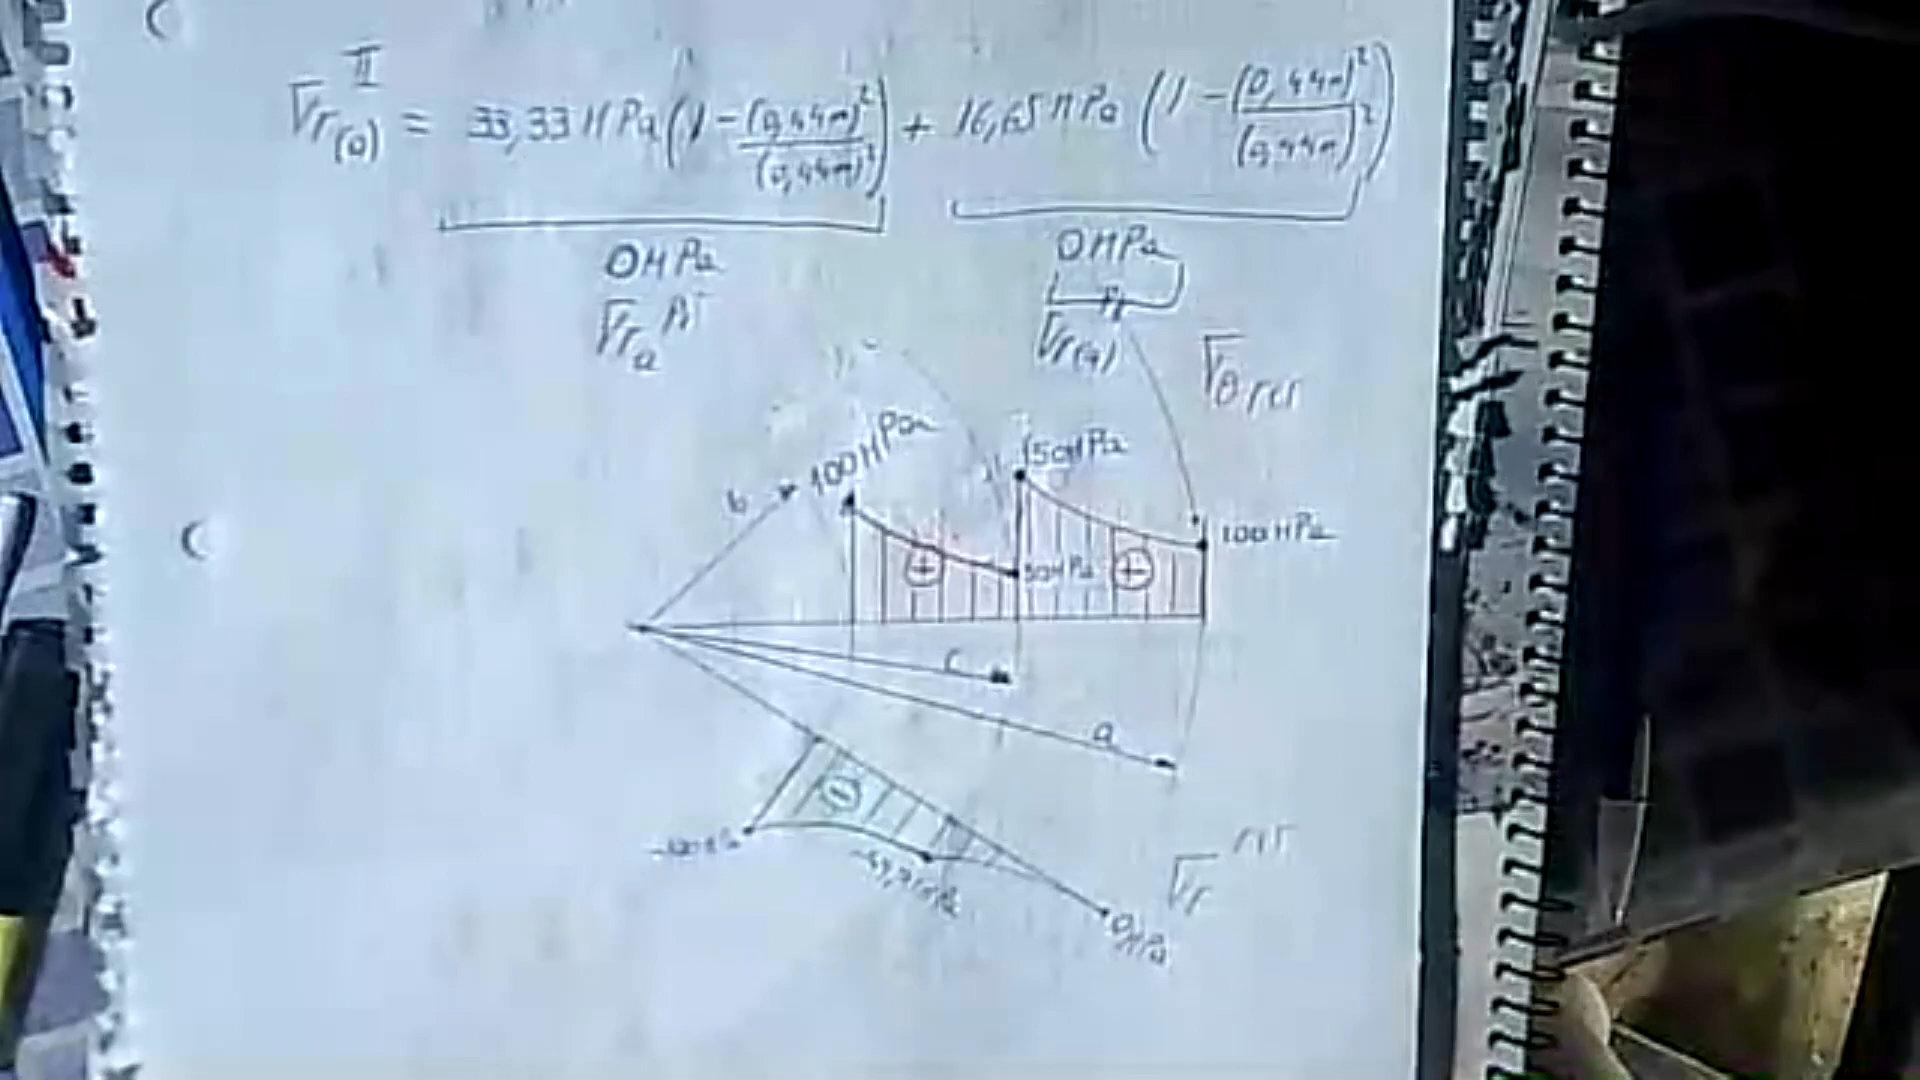 II
σr(a) = 33,33 MPa (1 - (0,44m)²/(0,44m)²) + 16,65 MPa (1 - (0,44m)²/(0,44m)²)
0 MPa 0 MPa
σr a σr(a)
σθ
b 100 MPa 150 MPa
100 MPa
+ 50 MPa +
c
a
-
σr
0 MPa